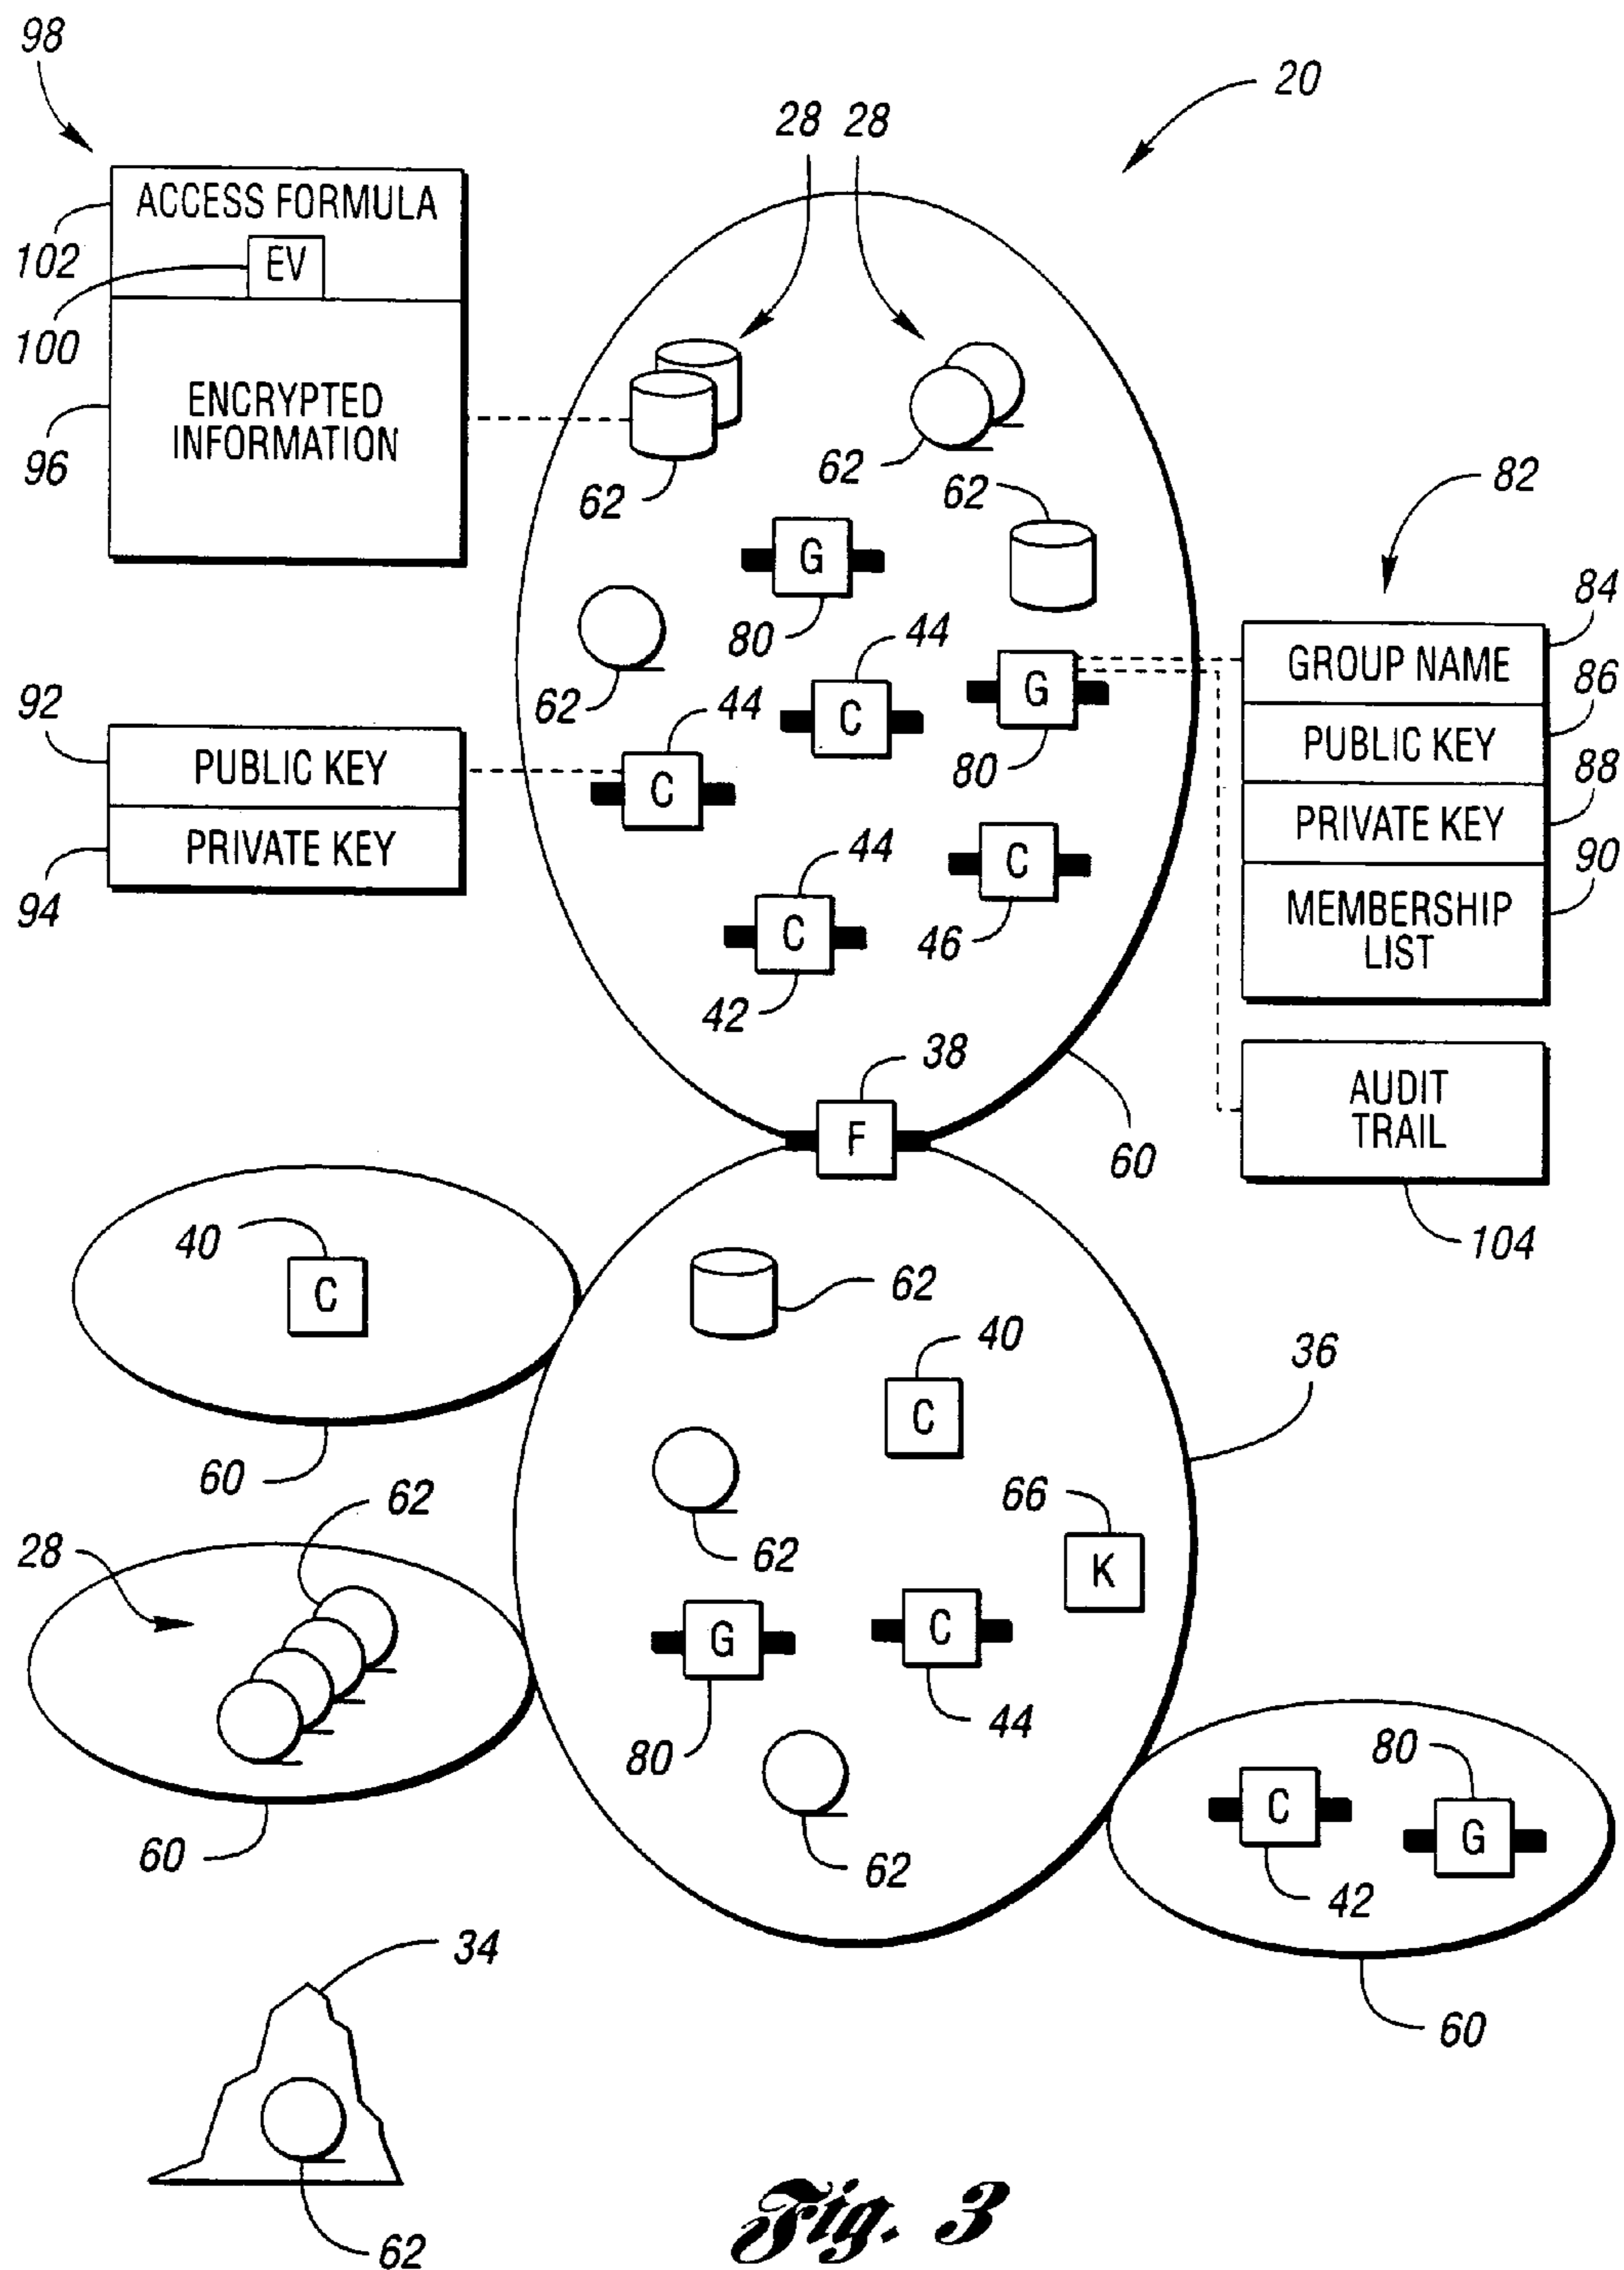 98
20
28 28
ACCESS FORMULA
102
EV
100
ENCRYPTED
INFORMATION
96
62
62
62
82
G
80
84
GROUP NAME
86
PUBLIC KEY
88
PRIVATE KEY
90
MEMBERSHIP
LIST
62
44
C
G
80
92
PUBLIC KEY
PRIVATE KEY
94
44
C
44
C
42
C
46
38
F
60
AUDIT
TRAIL
104
40
C
60
62
40
C
36
62
28
60
62
66
K
G
80
C
44
62
C
42
80
G
60
34
62
Fig. 3